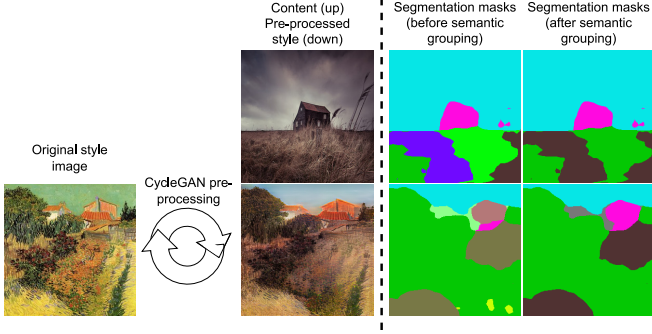 Content (up)
Pre-processed
style (down)
Segmentation masks
(before semantic
grouping)
Segmentation masks
(after semantic
grouping)
Original style
image
CycleGAN pre-
processing